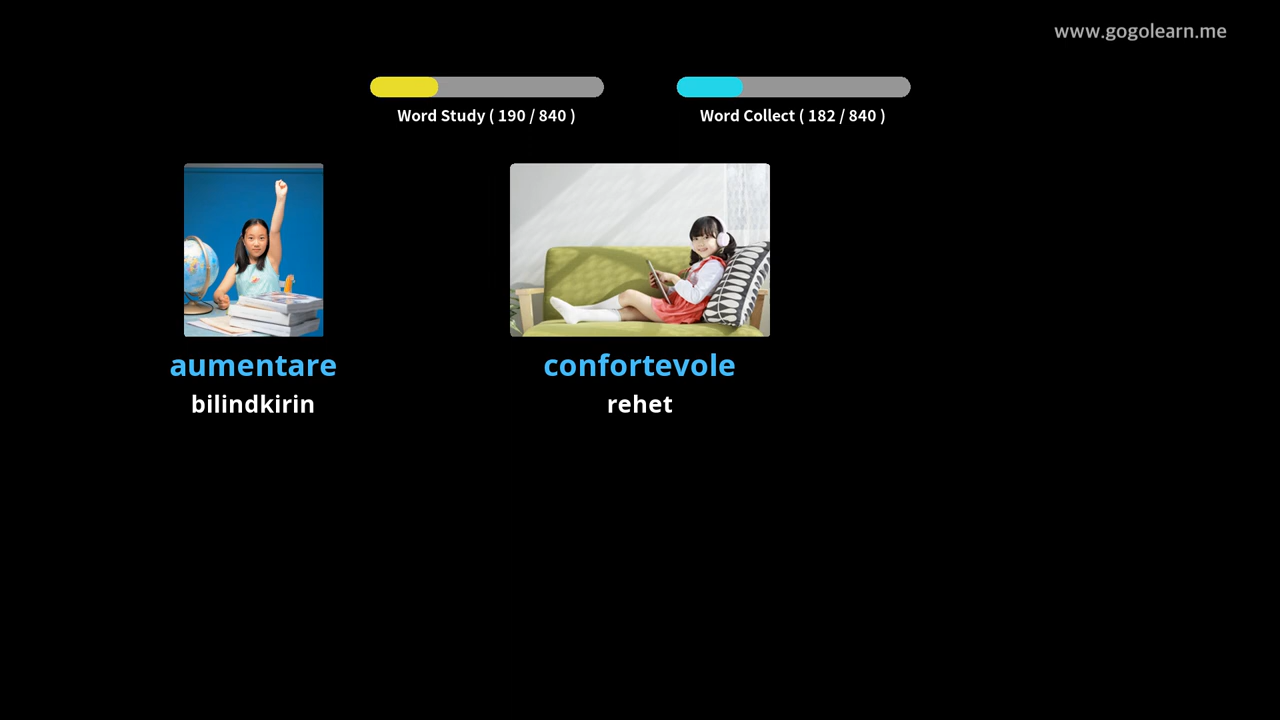 www.gogolearn.me
Word Study ( 190 / 840 )
Word Collect ( 182 / 840 )
aumentare
bilindkirin
confortevole
rehet